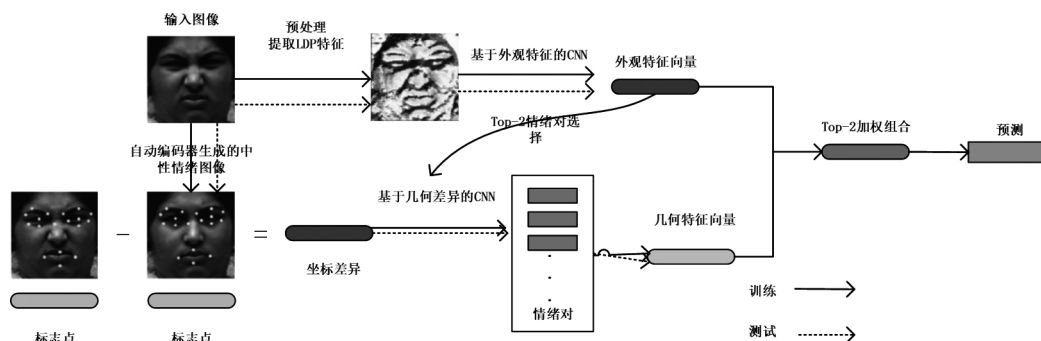 输入图像
预处理
提取LDP特征
基于外观特征的CNN
外观特征向量
Top-2情绪对选
择
Top-2加权组合
预测
自动编码器生成的中
性情绪图像
基于几何差异的CNN
几何特征向量
坐标差异
情绪对
训练
测试
标志点
标志点